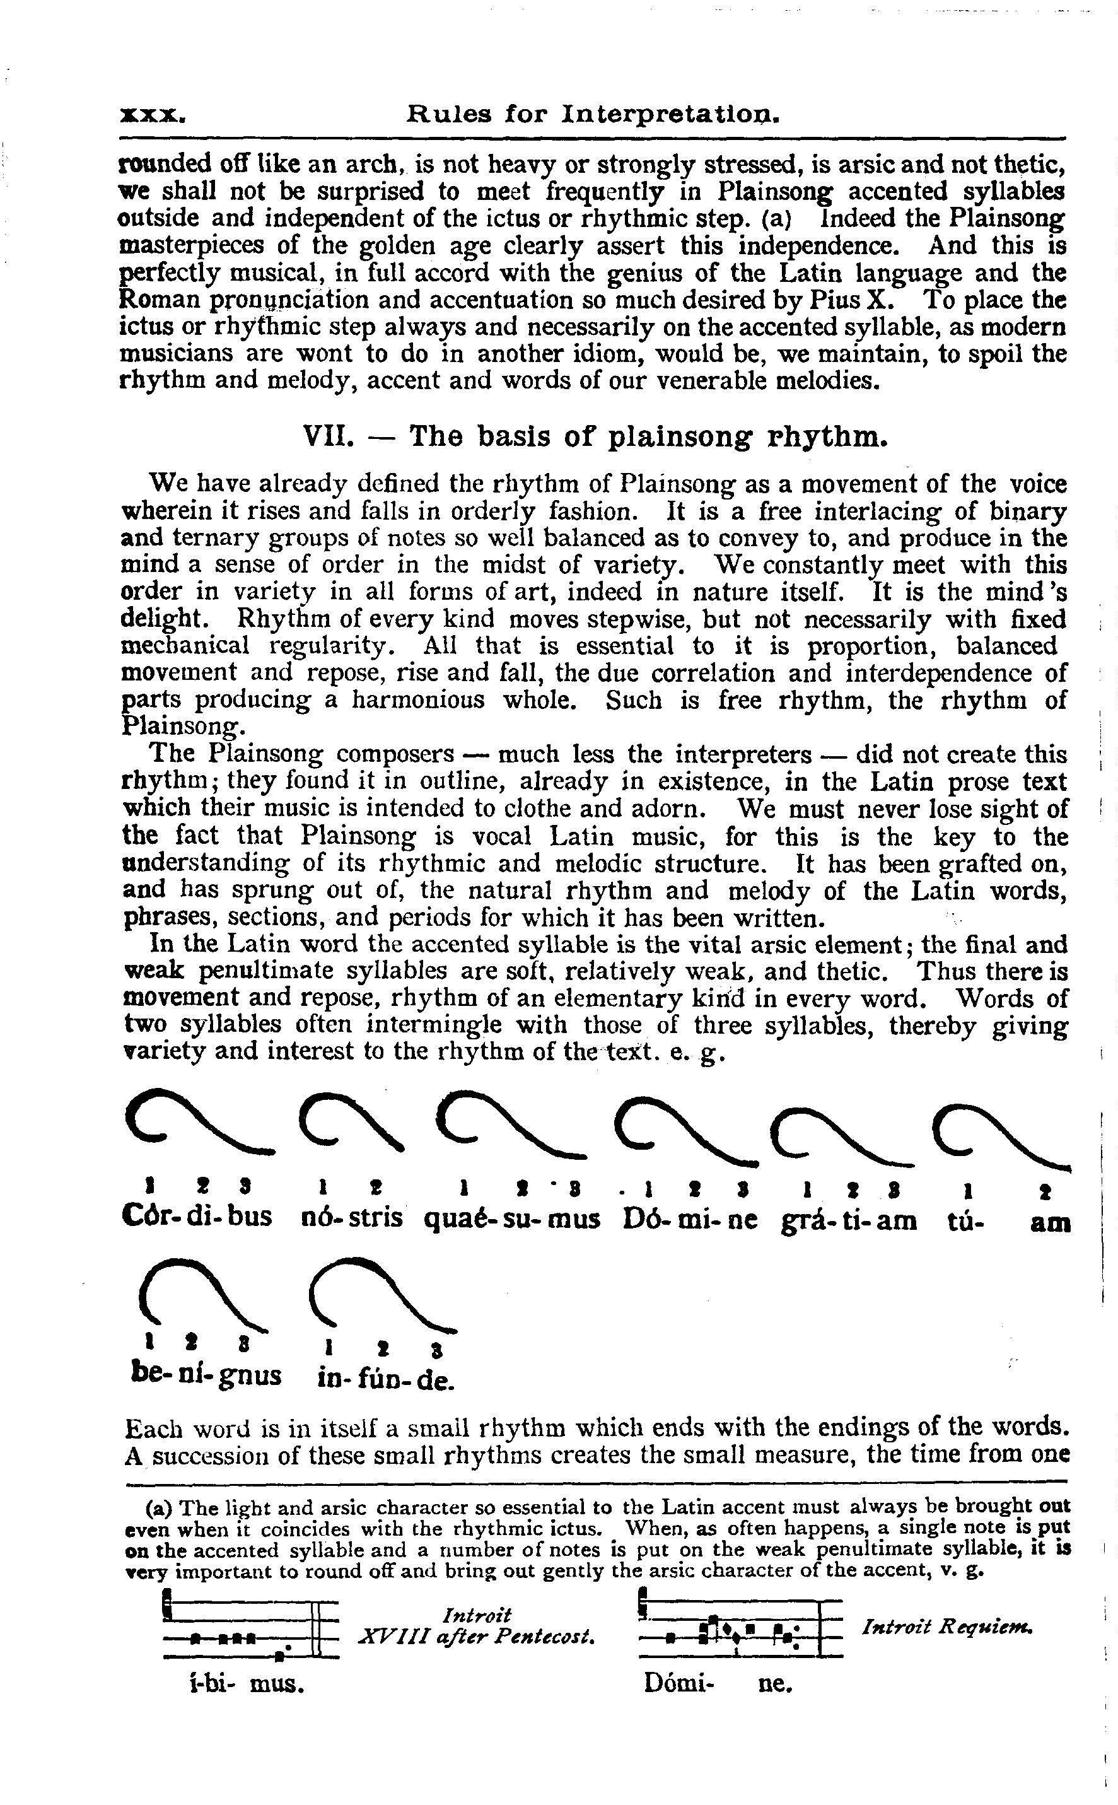 xxx. Rules for Interpretation.
rounded off like an arch, is not heavy or strongly stressed, is arsic and not thetic,
we shall not be surprised to meet frequently in Plainsong accented syllables
outside and independent of the ictus or rhythmic step. (a) Indeed the Plainsong
masterpieces of the golden age clearly assert this independence. And this is
perfectly musical, in full accord with the genius of the Latin language and the
Roman pronunciation and accentuation so much desired by Pius X. To place the
ictus or rhythmic step always and necessarily on the accented syllable, as modern
musicians are wont to do in another idiom, would be, we maintain, to spoil the
rhythm and melody, accent and words of our venerable melodies.
VII. — The basis of plainsong rhythm.
We have already defined the rhythm of Plainsong as a movement of the voice
wherein it rises and falls in orderly fashion. It is a free interlacing of binary
and ternary groups of notes so well balanced as to convey to, and produce in the
mind a sense of order in the midst of variety. We constantly meet with this
order in variety in all forms of art, indeed in nature itself. It is the mind's
delight. Rhythm of every kind moves stepwise, but not necessarily with fixed
mechanical regularity. All that is essential to it is proportion, balanced
movement and repose, rise and fall, the due correlation and interdependence of
parts producing a harmonious whole. Such is free rhythm, the rhythm of
Plainsong.
The Plainsong composers — much less the interpreters — did not create this
rhythm; they found it in outline, already in existence, in the Latin prose text
which their music is intended to clothe and adorn. We must never lose sight of
the fact that Plainsong is vocal Latin music, for this is the key to the
understanding of its rhythmic and melodic structure. It has been grafted on,
and has sprung out of, the natural rhythm and melody of the Latin words,
phrases, sections, and periods for which it has been written.
In the Latin word the accented syllable is the vital arsic element; the final and
weak penultimate syllables are soft, relatively weak, and thetic. Thus there is
movement and repose, rhythm of an elementary kind in every word. Words of
two syllables often intermingle with those of three syllables, thereby giving
variety and interest to the rhythm of the text. e. g.
1 2 3 1 2 1 2 3 1 2 3 1 2 3 1 2
Cór-di-bus nó-stris quaé-su-mus Dó-mi-ne grá-ti-am tú- am
1 2 3 1 2 3
be-ní-gnus in-fún-de.
Each word is in itself a small rhythm which ends with the endings of the words.
A succession of these small rhythms creates the small measure, the time from one
(a) The light and arsic character so essential to the Latin accent must always be brought out
even when it coincides with the rhythmic ictus. When, as often happens, a single note is put
on the accented syllable and a number of notes is put on the weak penultimate syllable, it is
very important to round off and bring out gently the arsic character of the accent, v. g.
Introit
XVIII after Pentecost.
Introit Requiem.
í-bi- mus. Dómi- ne.